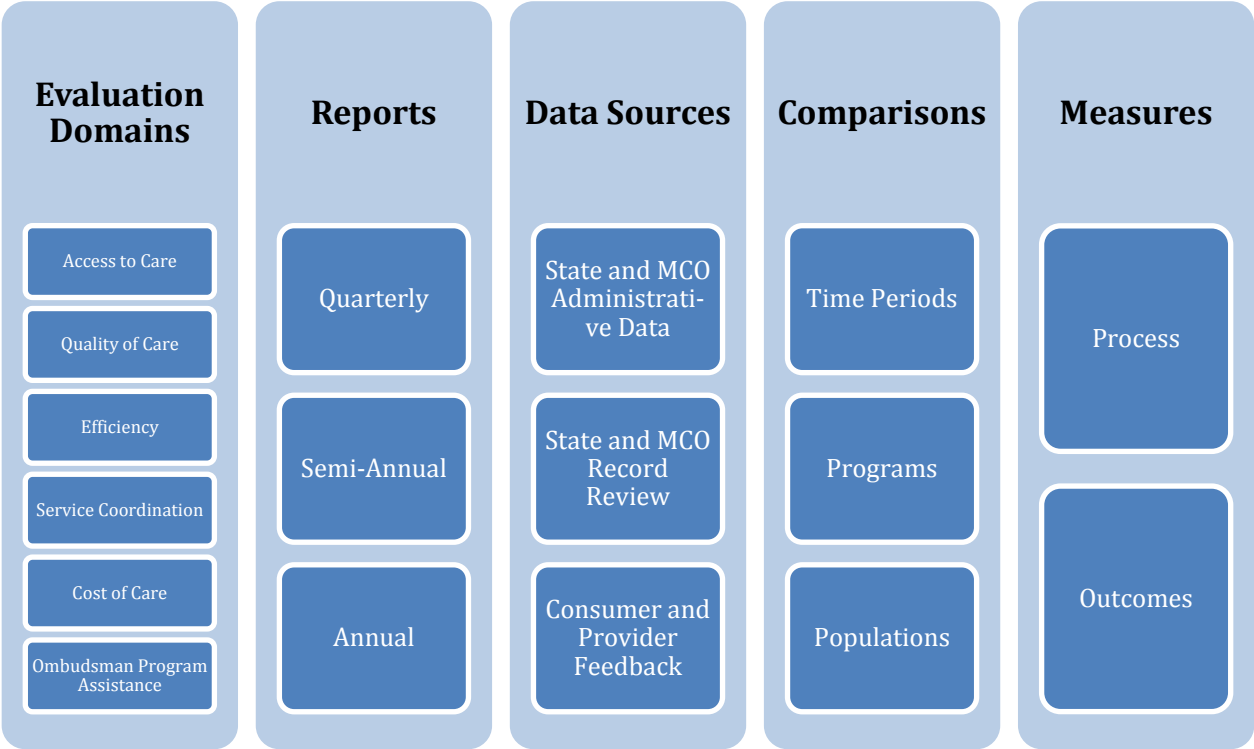 Evaluation
Domains
Access to Care
Quality of Care
Efficiency
Service Coordination
Cost of Care
Ombudsman Program
Assistance
Reports
Quarterly
Semi-Annual
Annual
Data Sources
State and MCO
Administrati-
ve Data
State and MCO
Record
Review
Consumer and
Provider
Feedback
Comparisons
Time Periods
Programs
Populations
Measures
Process
Outcomes